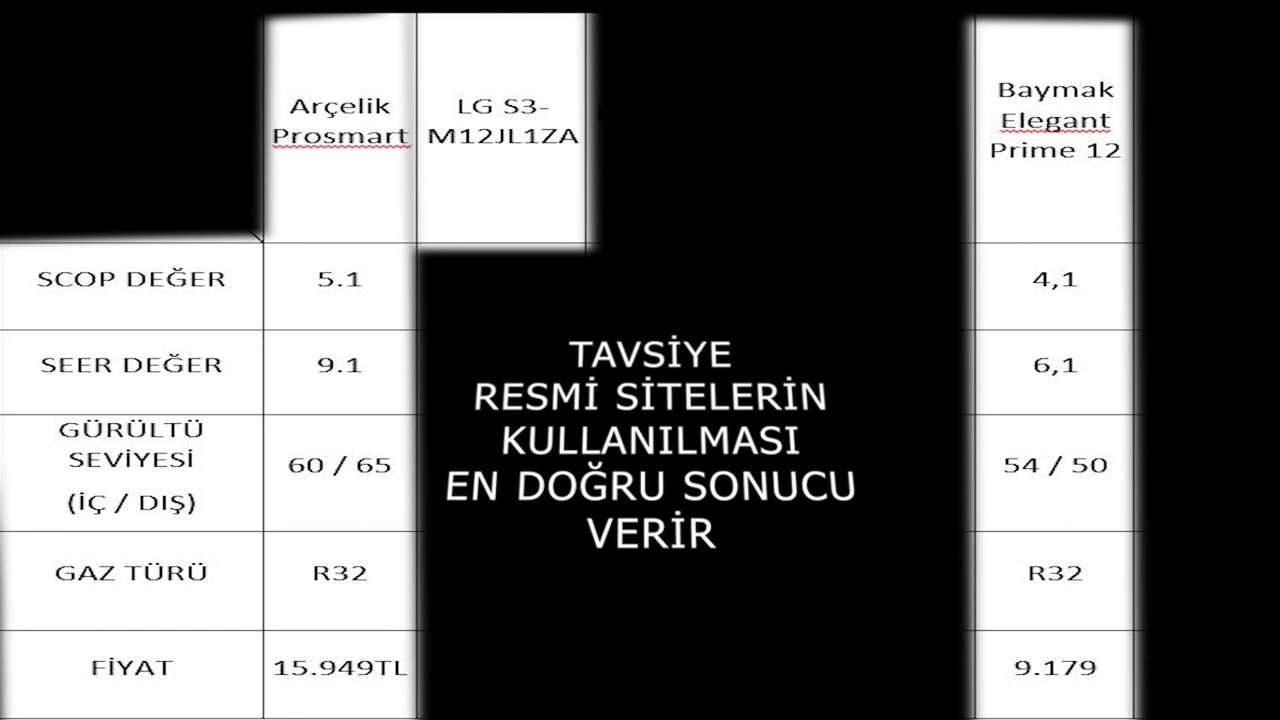 Arçelik
Prosmart
LG S3-
M12JL1ZA
Baymak
Elegant
Prime 12
SCOP DEĞER
5.1
4,1
SEER DEĞER
9.1
6,1
GÜRÜLTÜ
SEVİYESİ
(İÇ / DIŞ)
60 / 65
54 / 50
GAZ TÜRÜ
R32
R32
FİYAT
15.949TL
9.179
TAVSİYE
RESMİ SİTELERİN
KULLANILMASI
EN DOĞRU SONUCU
VERİR